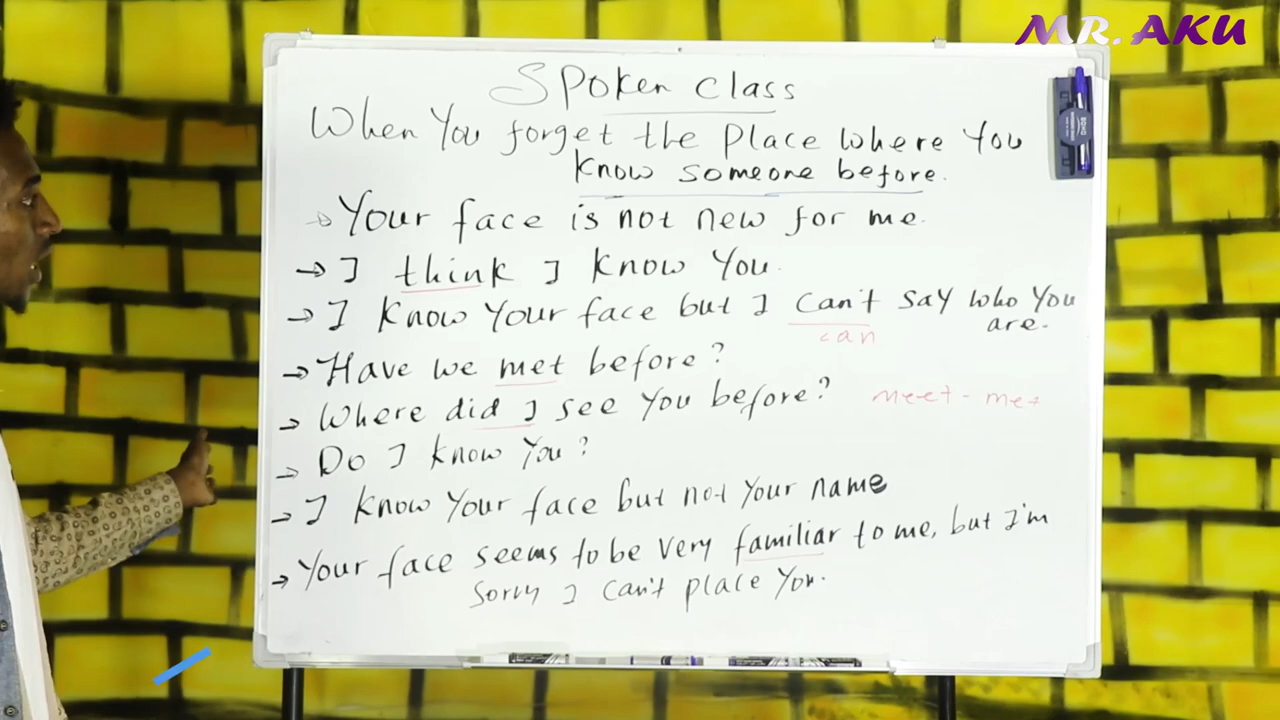 MR. AKU
Spoken class
When You forget the Place where You
know someone before.
→ Your face is not new for me.
→ I think I know You.
→ I know Your face but I can't say who you
are.
can
→ Have we met before?
→ Where did I see you before?
meet - met
→ Do I know You?
→ I know Your face but not your name
→ Your face seems to be very familiar to me, but I'm
Sorry I can't place You.